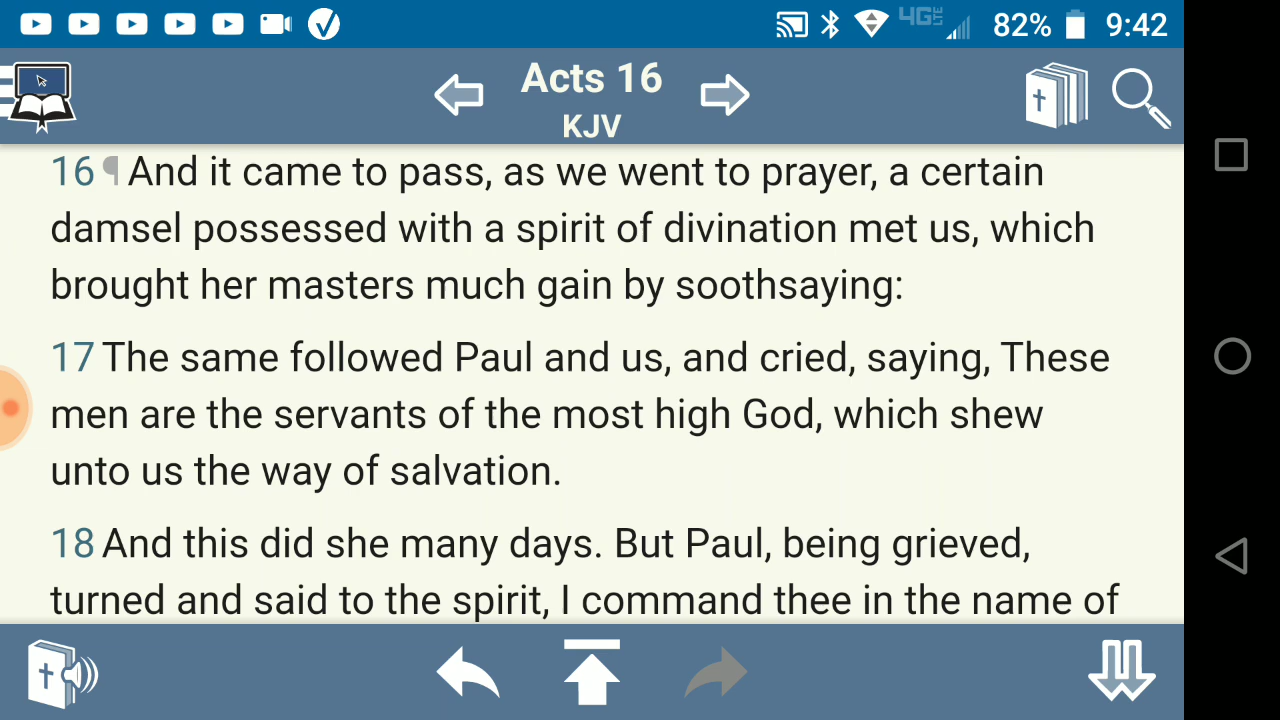 4G LTE 82% 9:42
Acts 16
KJV
16 ¶ And it came to pass, as we went to prayer, a certain
damsel possessed with a spirit of divination met us, which
brought her masters much gain by soothsaying:
17 The same followed Paul and us, and cried, saying, These
men are the servants of the most high God, which shew
unto us the way of salvation.
18 And this did she many days. But Paul, being grieved,
turned and said to the spirit, I command thee in the name of